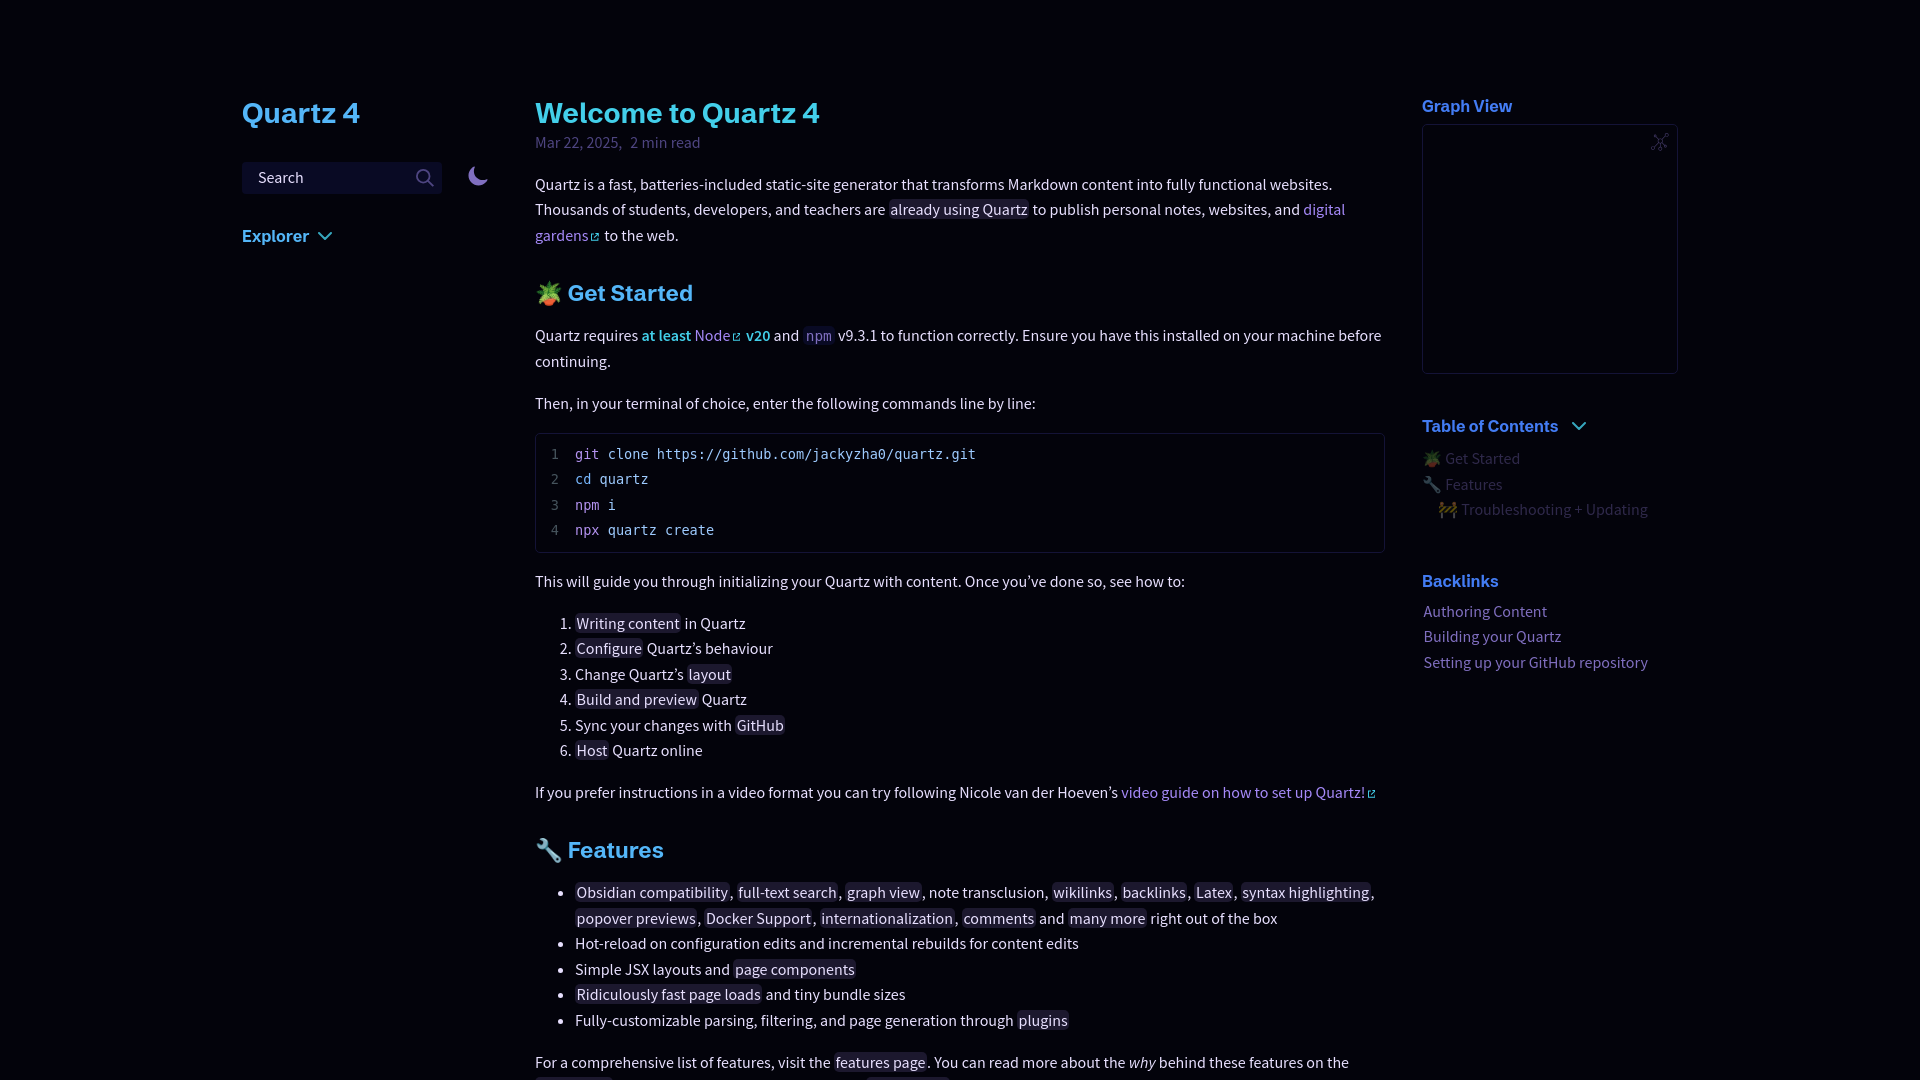 Quartz 4
Search
Explorer
Welcome to Quartz 4
Mar 22, 2025, 2 min read
Quartz is a fast, batteries-included static-site generator that transforms Markdown content into fully functional websites.
Thousands of students, developers, and teachers are already using Quartz to publish personal notes, websites, and digital
gardens to the web.
🪴 Get Started
Quartz requires at least Node v20 and npm v9.3.1 to function correctly. Ensure you have this installed on your machine before
continuing.
Then, in your terminal of choice, enter the following commands line by line:
1 git clone https://github.com/jackyzha0/quartz.git
2 cd quartz
3 npm i
4 npx quartz create
This will guide you through initializing your Quartz with content. Once you’ve done so, see how to:
1. Writing content in Quartz
2. Configure Quartz’s behaviour
3. Change Quartz’s layout
4. Build and preview Quartz
5. Sync your changes with GitHub
6. Host Quartz online
If you prefer instructions in a video format you can try following Nicole van der Hoeven’s video guide on how to set up Quartz!
🔧 Features
• Obsidian compatibility, full-text search, graph view, note transclusion, wikilinks, backlinks, Latex, syntax highlighting,
popover previews, Docker Support, internationalization, comments and many more right out of the box
• Hot-reload on configuration edits and incremental rebuilds for content edits
• Simple JSX layouts and page components
• Ridiculously fast page loads and tiny bundle sizes
• Fully-customizable parsing, filtering, and page generation through plugins
For a comprehensive list of features, visit the features page. You can read more about the why behind these features on the
Graph View
Table of Contents
🪴 Get Started
🔧 Features
🚧 Troubleshooting + Updating
Backlinks
Authoring Content
Building your Quartz
Setting up your GitHub repository